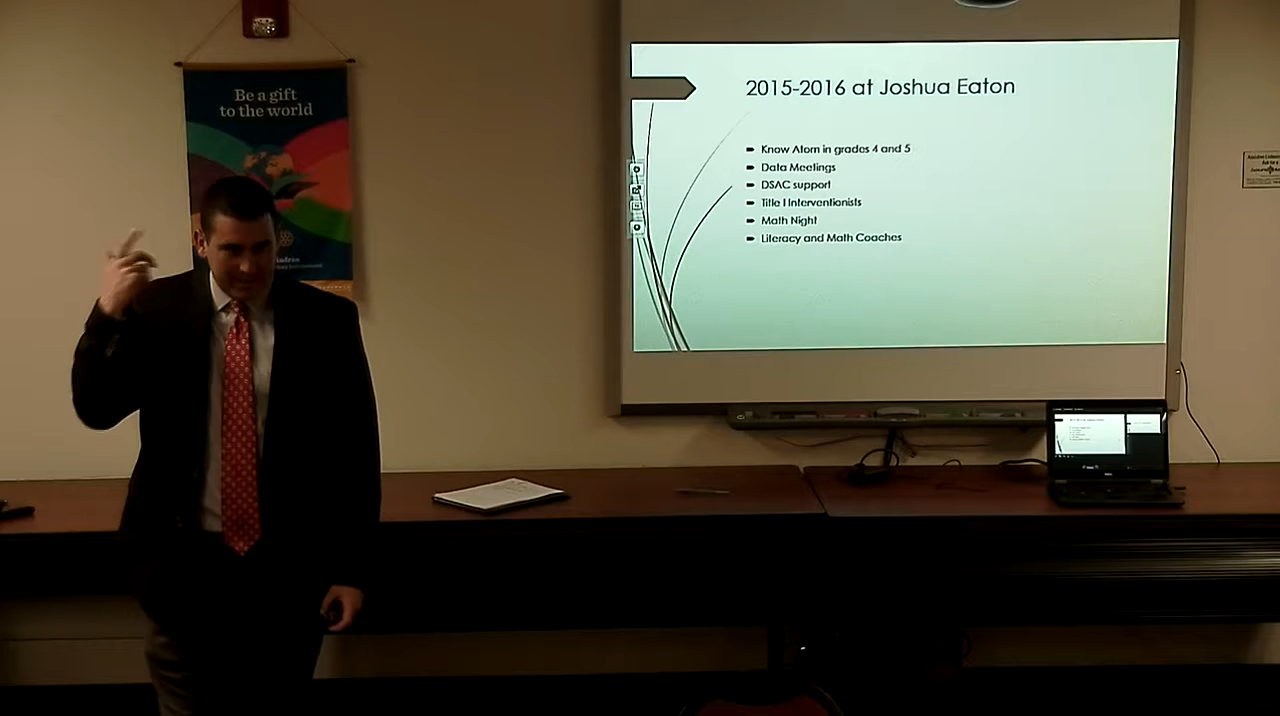 Be a gift
to the world
2015-2016 at Joshua Eaton
Know Atom in grades 4 and 5
Data Meetings
DSAC support
Title I Interventionists
Math Night
Literacy and Math Coaches